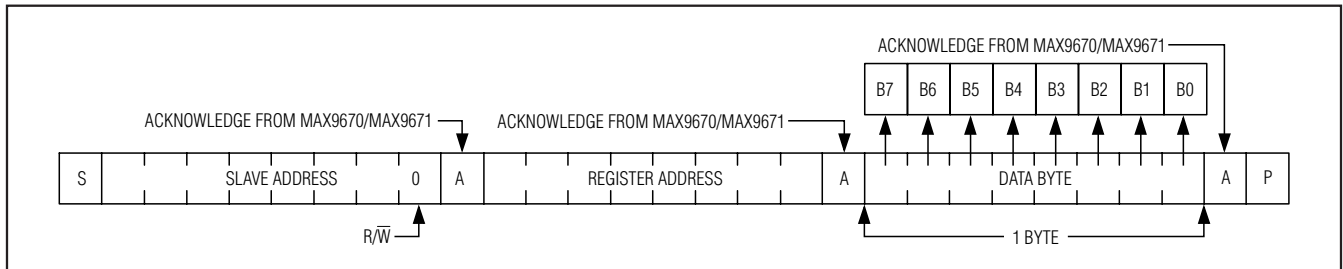 ACKNOWLEDGE FROM MAX9670/MAX9671
B7 B6 B5 B4 B3 B2 B1 B0
ACKNOWLEDGE FROM MAX9670/MAX9671 ACKNOWLEDGE FROM MAX9670/MAX9671
S SLAVE ADDRESS 0 A REGISTER ADDRESS A DATA BYTE A P
R/W̅ 1 BYTE